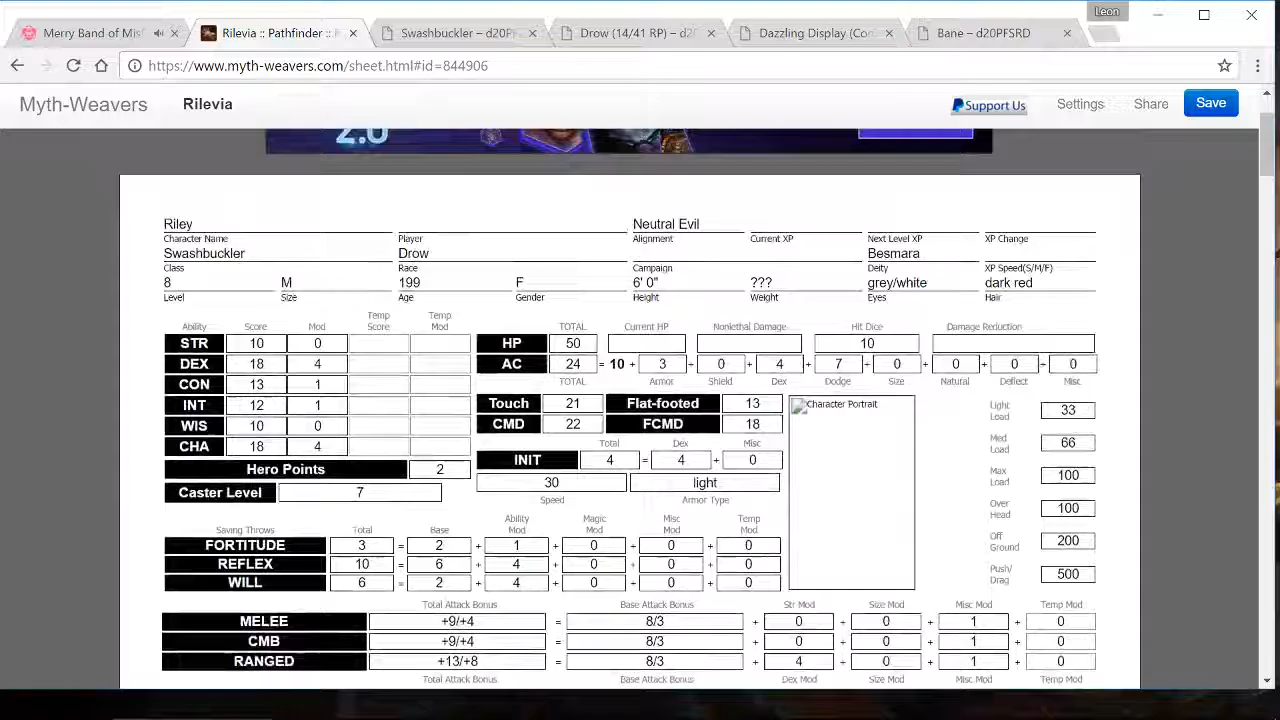 Leon
Merry Band of Mis
Rilevia :: Pathfinder :: R
Swashbuckler – d20P
Drow (14/41 RP) – d2
Dazzling Display (Co
Bane – d20PFSRD
https://www.myth-weavers.com/sheet.html#id=844906
Myth-Weavers Rilevia Support Us Settings Share Save
2.0
Riley Neutral Evil
Character Name Player Alignment Current XP Next Level XP XP Change
Swashbuckler Drow Besmara
Class Race Campaign Deity XP Speed(S/M/F)
8 M 199 F 6' 0" ??? grey/white dark red
Level Size Age Gender Height Weight Eyes Hair
Ability Score Mod Temp Score Temp Mod
STR 10 0
DEX 18 4
CON 13 1
INT 12 1
WIS 10 0
CHA 18 4
Hero Points 2
Caster Level 7
TOTAL Current HP Nonlethal Damage Hit Dice Damage Reduction
HP 50 10
AC 24 = 10 + 3 + 0 + 4 + 7 + 0 + 0 + 0 + 0
TOTAL Armor Shield Dex Dodge Size Natural Deflect Misc
Touch 21 Flat-footed 13
CMD 22 FCMD 18
Total Dex Misc
INIT 4 = 4 + 0
30 light
Speed Armor Type
Character Portrait
Light Load 33
Med Load 66
Max Load 100
Over Head 100
Off Ground 200
Push/ Drag 500
Saving Throws Total Base Ability Mod Magic Mod Misc Mod Temp Mod
FORTITUDE 3 = 2 + 1 + 0 + 0 + 0
REFLEX 10 = 6 + 4 + 0 + 0 + 0
WILL 6 = 2 + 4 + 0 + 0 + 0
Total Attack Bonus Base Attack Bonus Str Mod Size Mod Misc Mod Temp Mod
MELEE +9/+4 = 8/3 + 0 + 0 + 1 + 0
CMB +9/+4 = 8/3 + 0 + 0 + 1 + 0
RANGED +13/+8 = 8/3 + 4 + 0 + 1 + 0
Total Attack Bonus Base Attack Bonus Dex Mod Size Mod Misc Mod Temp Mod